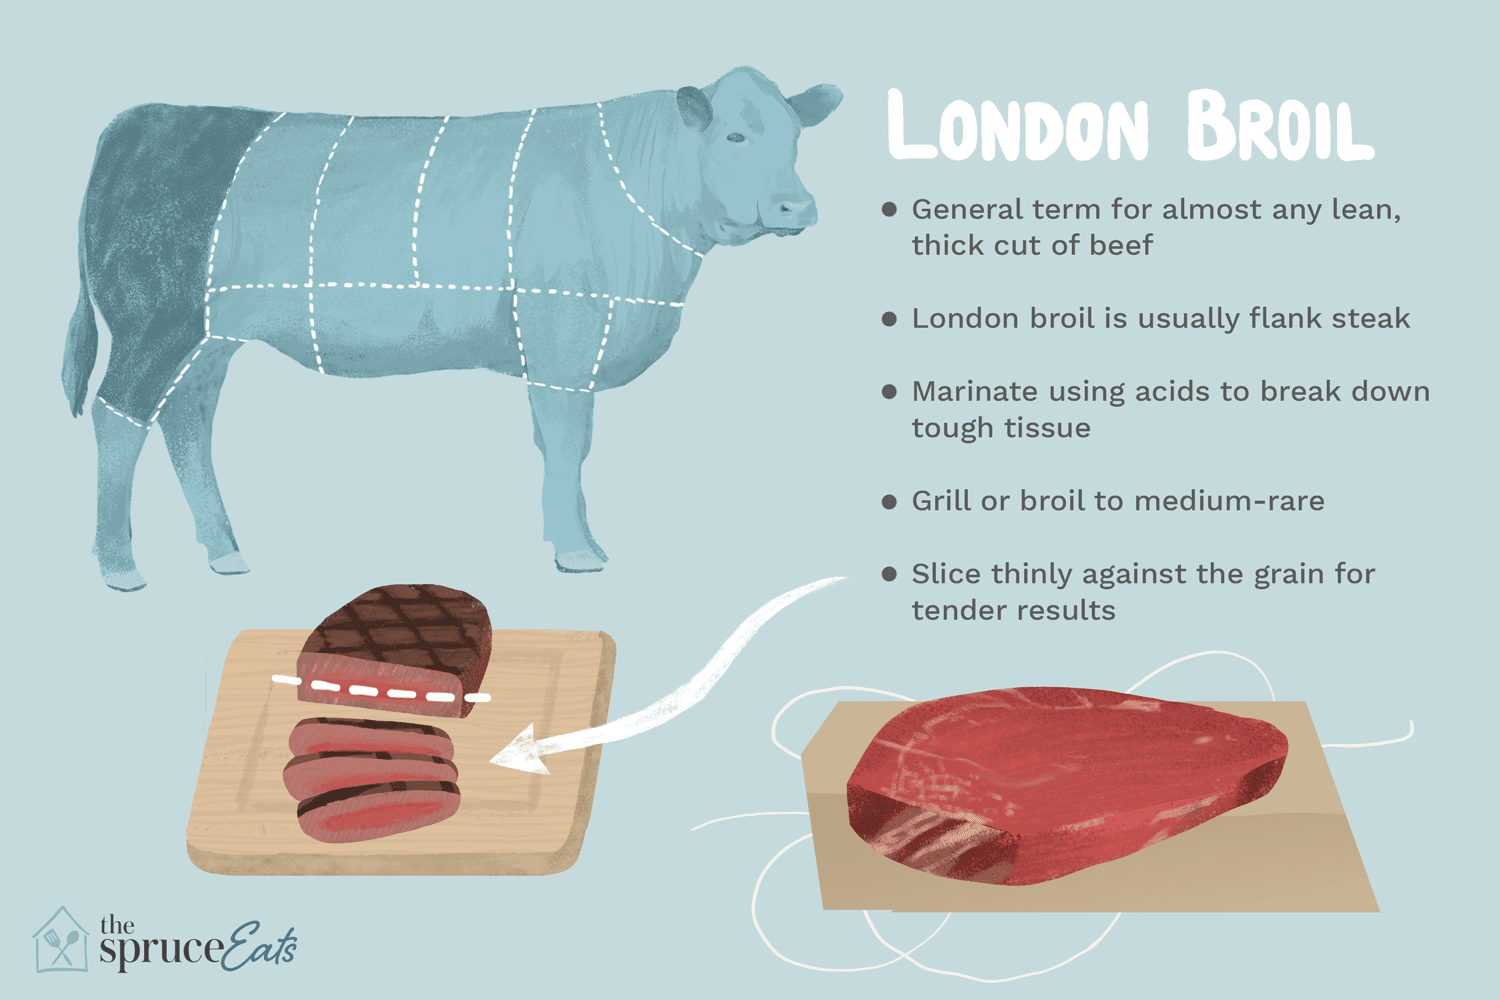 London Broil
General term for almost any lean,
thick cut of beef
London broil is usually flank steak
Marinate using acids to break down
tough tissue
Grill or broil to medium-rare
Slice thinly against the grain for
tender results
the
spruceEats